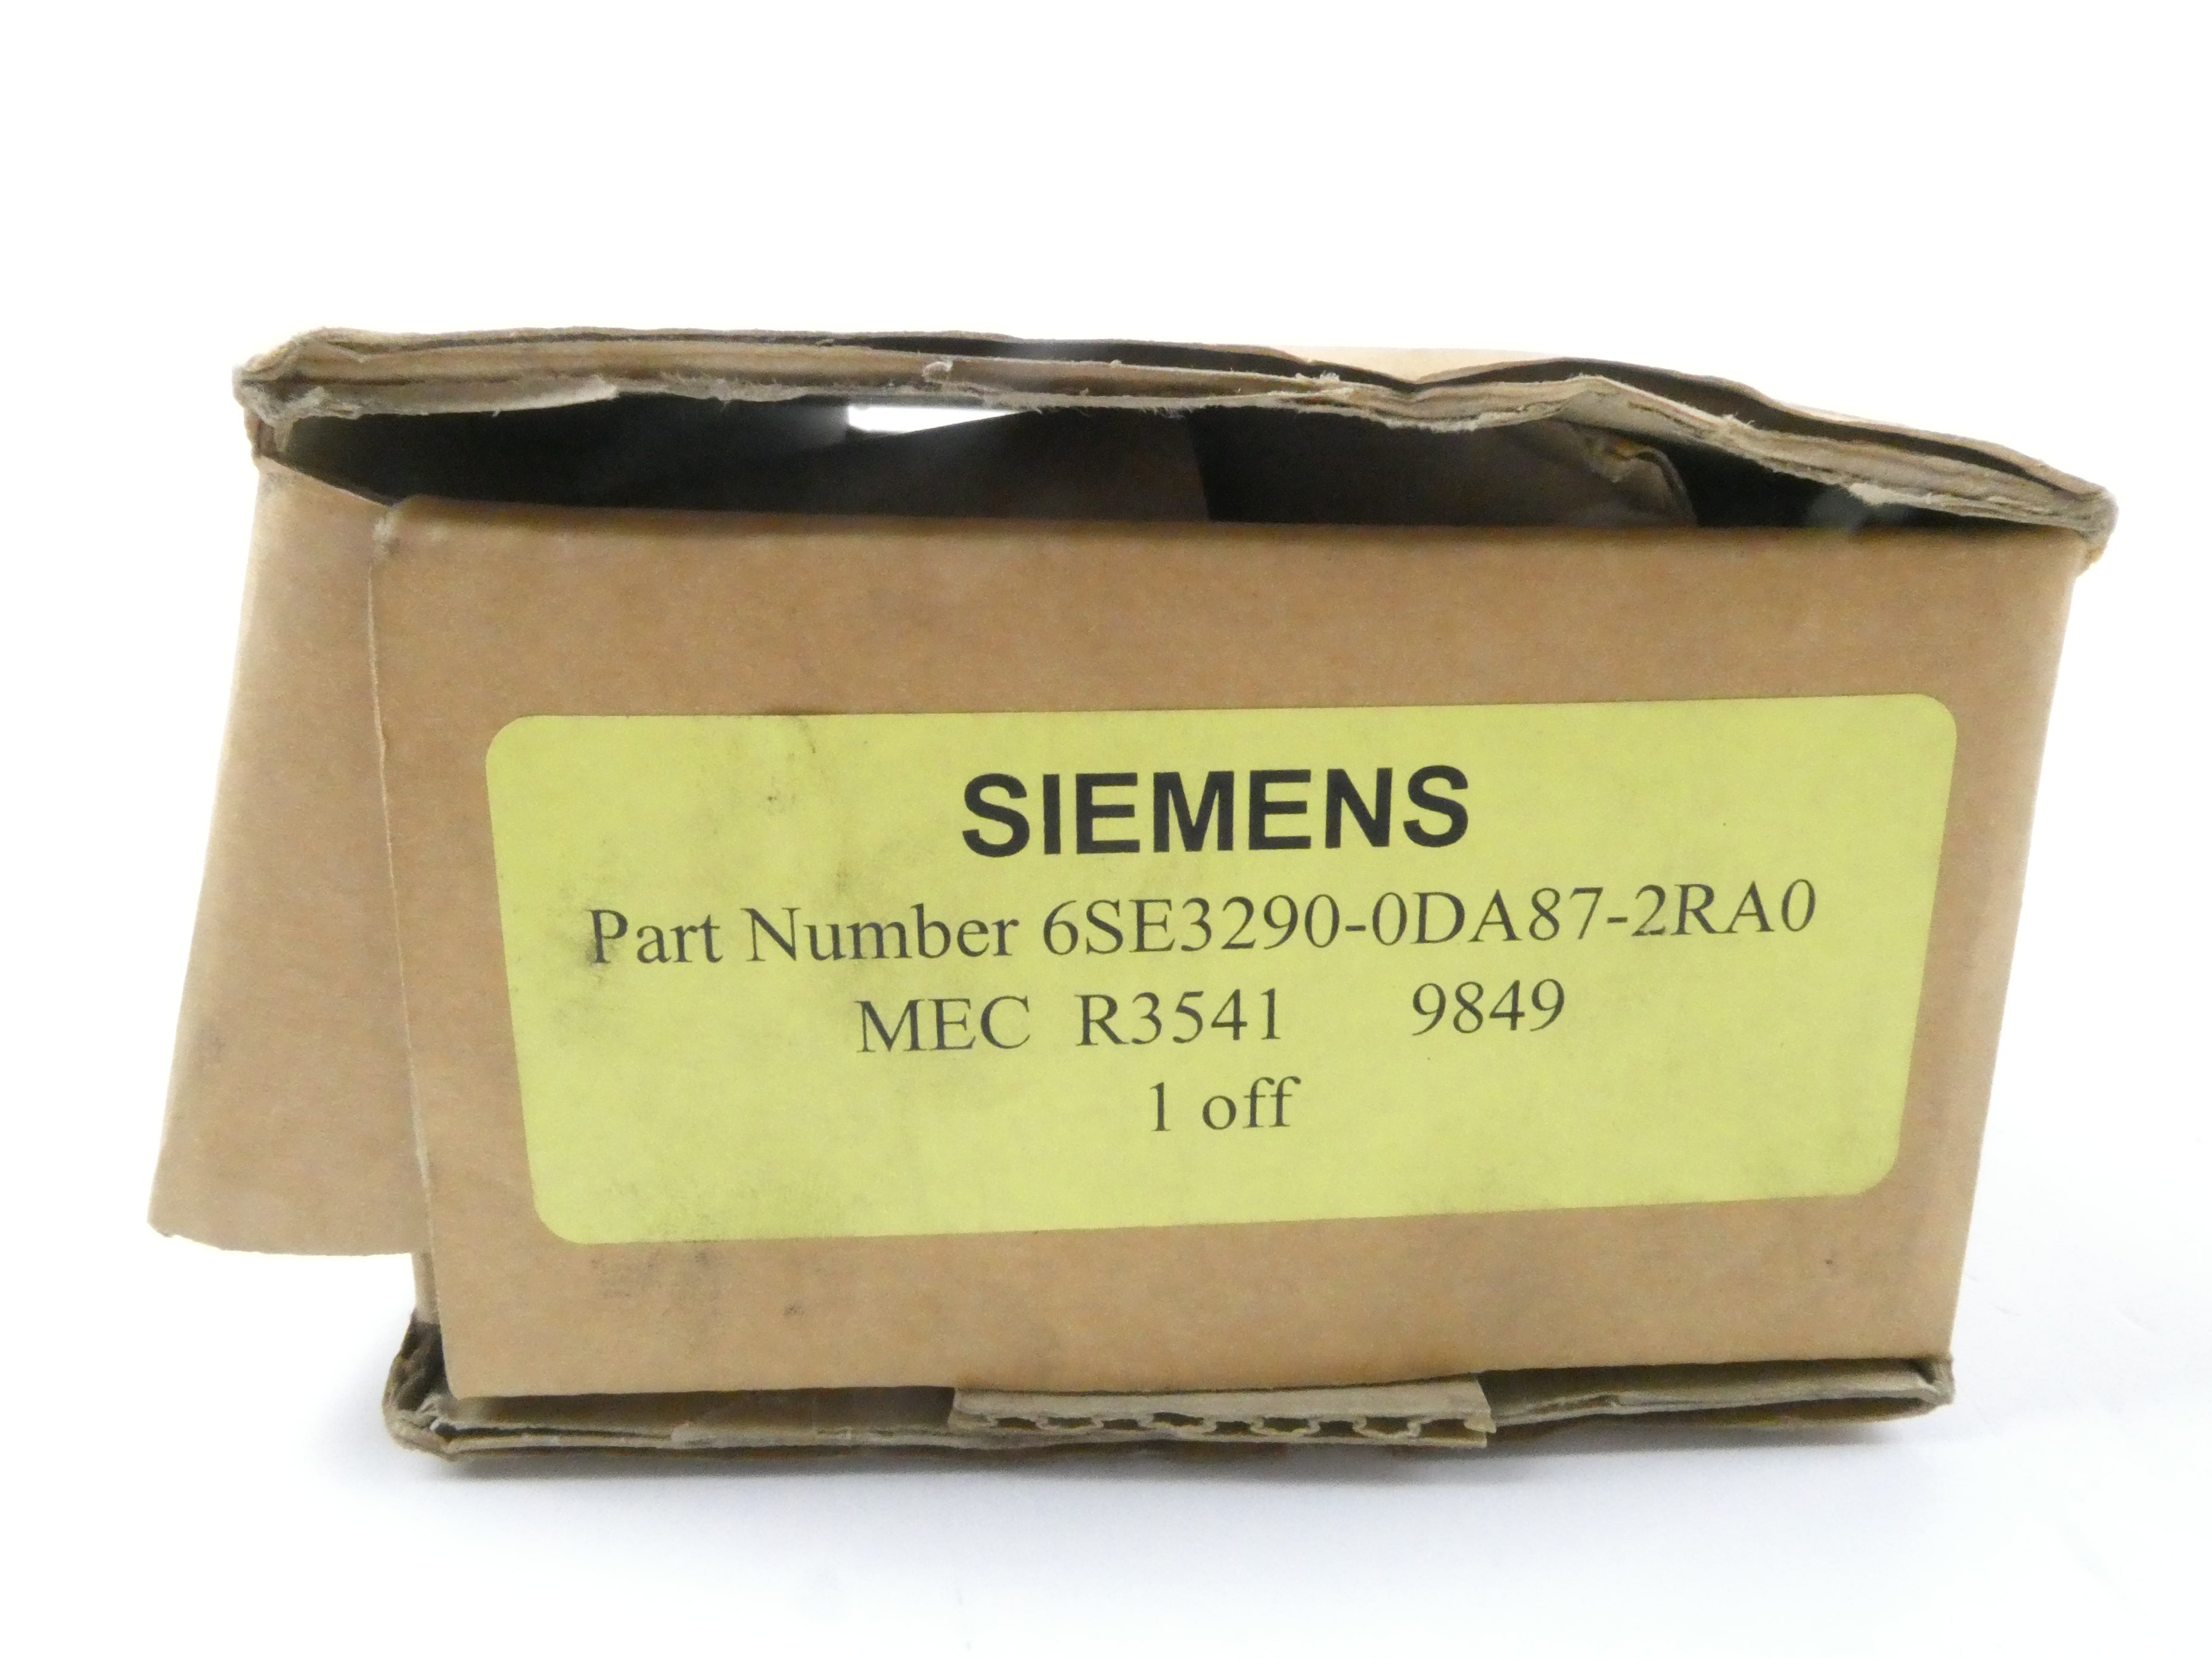 SIEMENS
Part Number 6SE3290-0DA87-2RA0
MEC R3541 9849
1 off